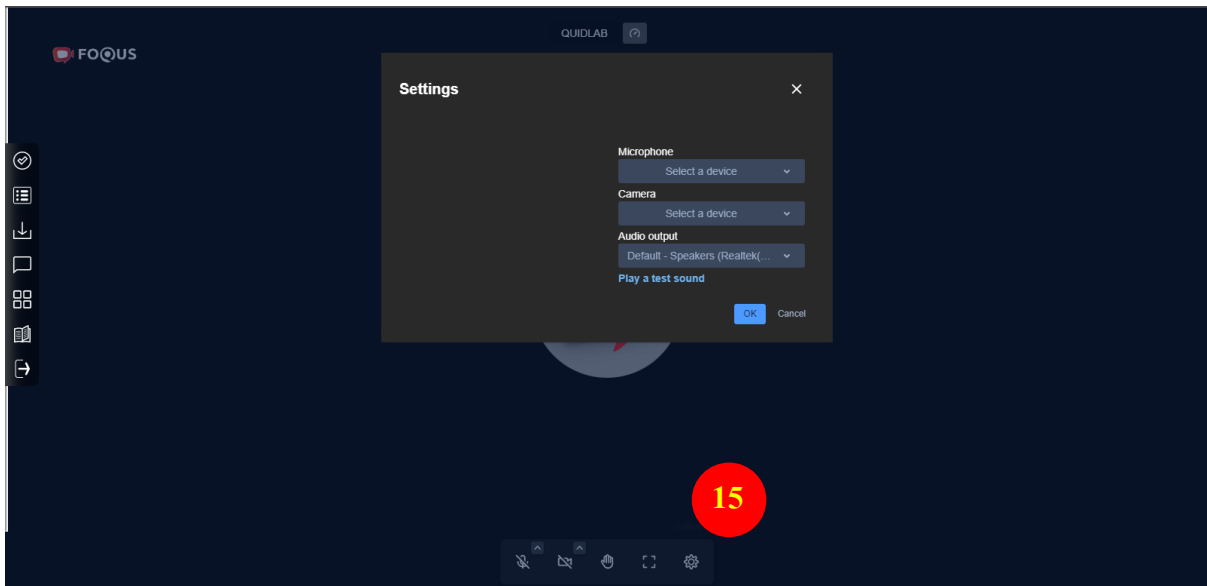 QUIDLAB
FOQUS
Settings
Microphone
Select a device
Camera
Select a device
Audio output
Default - Speakers (Realtek(...
Play a test sound
OK Cancel
15